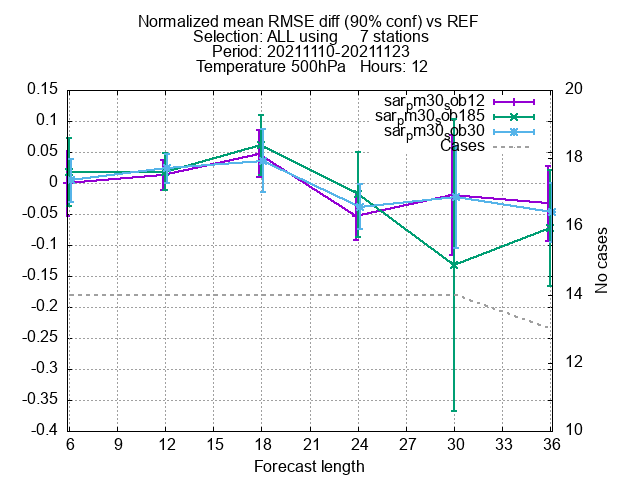 Normalized mean RMSE diff (90% conf) vs REF
Selection: ALL using 7 stations
Period: 20211110-20211123
Temperature 500hPa Hours: 12
sarpm30sob12
sarpm30sob185
sarpm30sob30
Cases
0.15
0.1
0.05
0
-0.05
-0.1
-0.15
-0.2
-0.25
-0.3
-0.35
-0.4
20
18
16
14
12
10
No cases
6 9 12 15 18 21 24 27 30 33 36
Forecast length